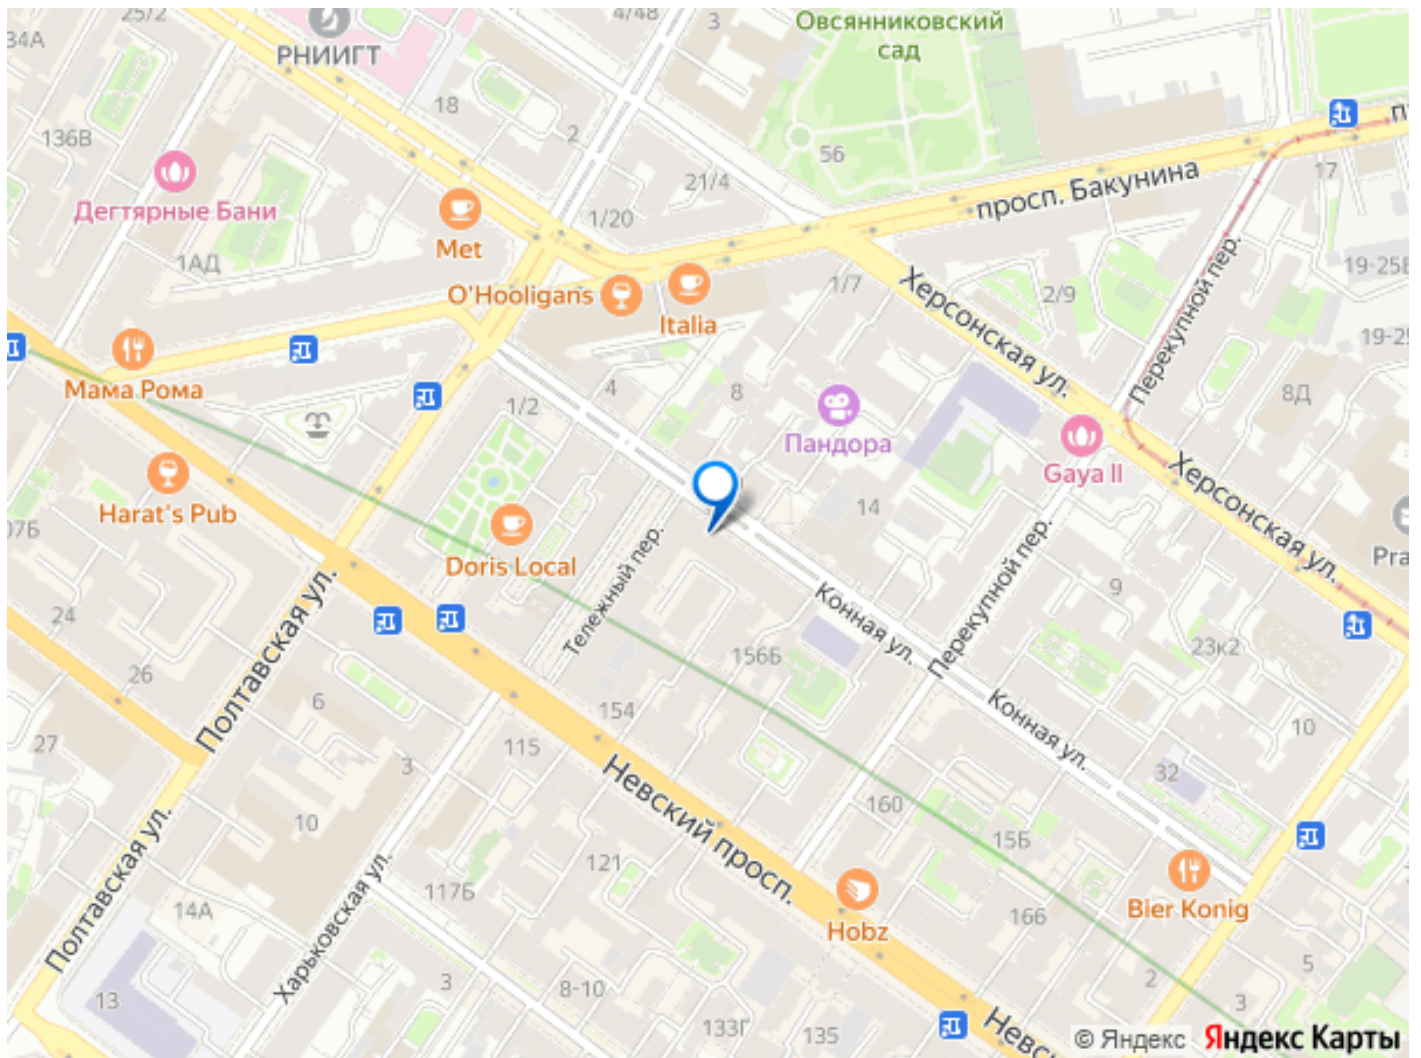 25/2
4/48
3
Овсянниковский
сад
34А
РНИИГТ
18
2
56
136В
21/4
17
просп. Бакунина
Дегтярные Бани
1/20
Met
1АД
Перекупной пер.
19-25
O'Hooligans
Italia
1/7
2/9
Херсонская ул.
19-25
Мама Рома
4
8
8Д
1/2
Пандора
Gaya II
Херсонская ул.
Harat's Pub
14
07Б
Doris Local
Тележный пер.
Перекупной пер.
Pra
9
Конная ул.
24
Полтавская ул.
23к2
156Б
26
6
154
Конная ул.
10
27
3
115
32
Невский просп.
160
10
15Б
121
Полтавская ул.
117Б
14А
Харьковская ул.
Hobz
166
Bier Konig
3
8-10
13
2
5
3
133Г
135
Невск
© Яндекс Яндекс Карты